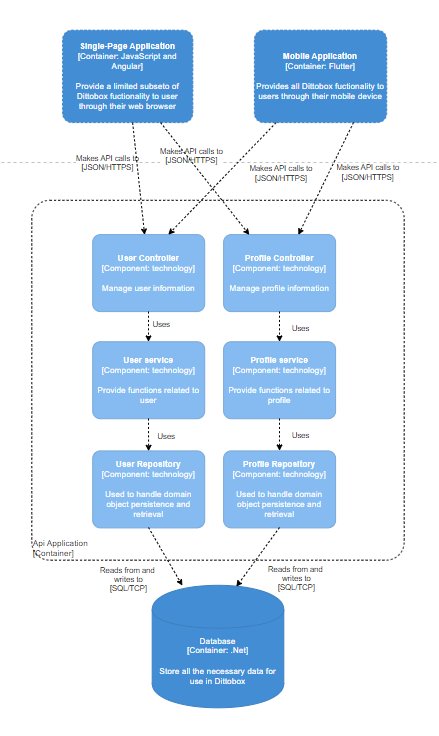 Single-Page Application
[Container: JavaScript and
Angular]
Provide a limited subset of
Dittobox fuctionality to user
through their web browser
Mobile Application
[Container: Flutter]
Provides all Dittobox fuctionality to
users through their mobile device
Makes API calls to
[JSON/HTTPS]
Makes API calls to
[JSON/HTTPS]
Makes API calls to
[JSON/HTTPS]
Makes API calls to
[JSON/HTTPS]
User Controller
[Component: technology]
Manage user information
Profile Controller
[Component: technology]
Manage profile information
Uses
Uses
User service
[Component: technology]
Provide functions related to
user
Profile service
[Component: technology]
Provide functions related to
profile
Uses
Uses
User Repository
[Component: technology]
Used to handle domain
object persistence and
retrieval
Profile Repository
[Component: technology]
Used to handle domain
object persistence and
retrieval
Api Application
[Container]
Reads from and
writes to
[SQL/TCP]
Reads from and
writes to
[SQL/TCP]
Database
[Container: .Net]
Store all the necessary data for
use in Dittobox